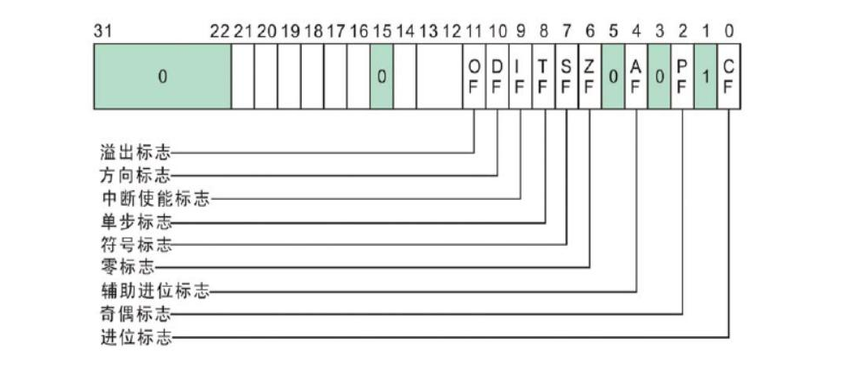 31 22 21 20 19 18 17 16 15 14 13 12 11 10 9 8 7 6 5 4 3 2 1 0
0 0 OF DF IF TF SF ZF 0 AF 0 PF 1 CF
溢出标志
方向标志
中断使能标志
单步标志
符号标志
零标志
辅助进位标志
奇偶标志
进位标志